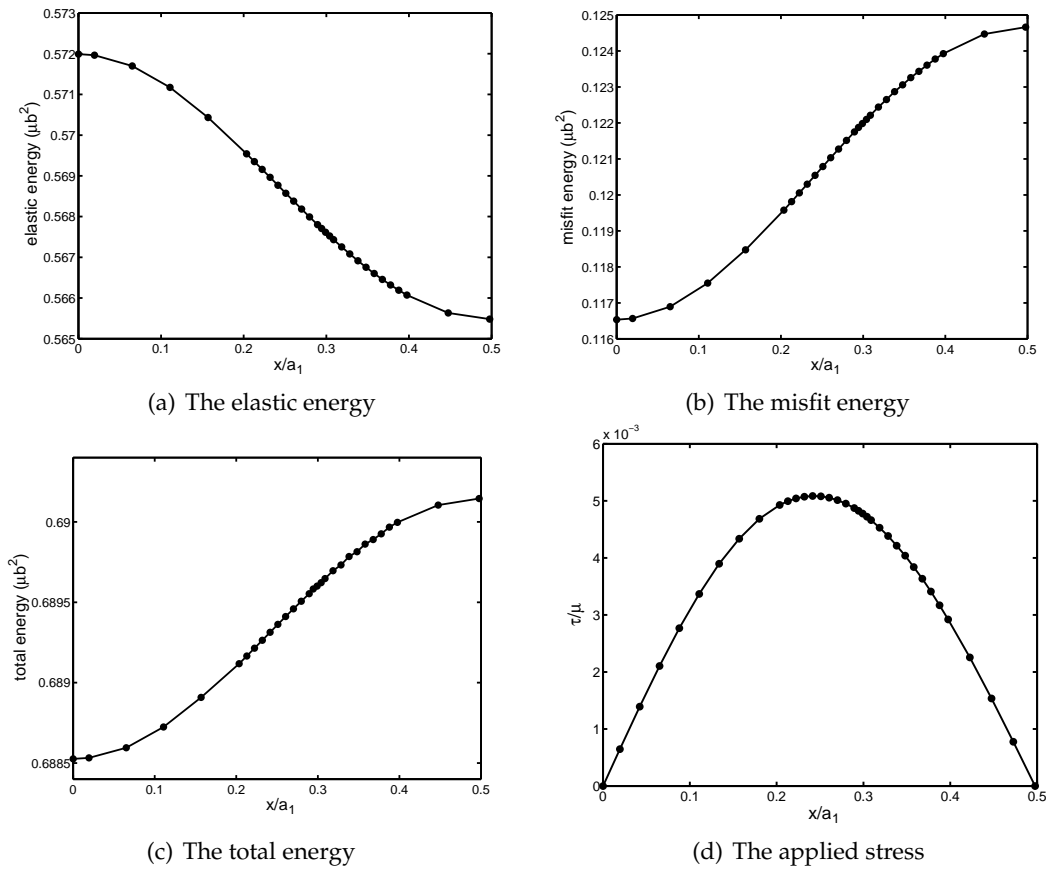 0.573
0.572
0.571
0.57
0.569
0.568
0.567
0.566
0.565
elastic energy (μb²)
0 0.1 0.2 0.3 0.4 0.5
x/a₁
(a) The elastic energy
0.125
0.124
0.123
0.122
0.121
0.12
0.119
0.118
0.117
0.116
misfit energy (μb²)
0 0.1 0.2 0.3 0.4 0.5
x/a₁
(b) The misfit energy
0.69
0.6895
0.689
0.6885
total energy (μb²)
0 0.1 0.2 0.3 0.4 0.5
x/a₁
(c) The total energy
x 10⁻³
6
5
4
3
2
1
0
τ/μ
0 0.1 0.2 0.3 0.4 0.5
x/a₁
(d) The applied stress